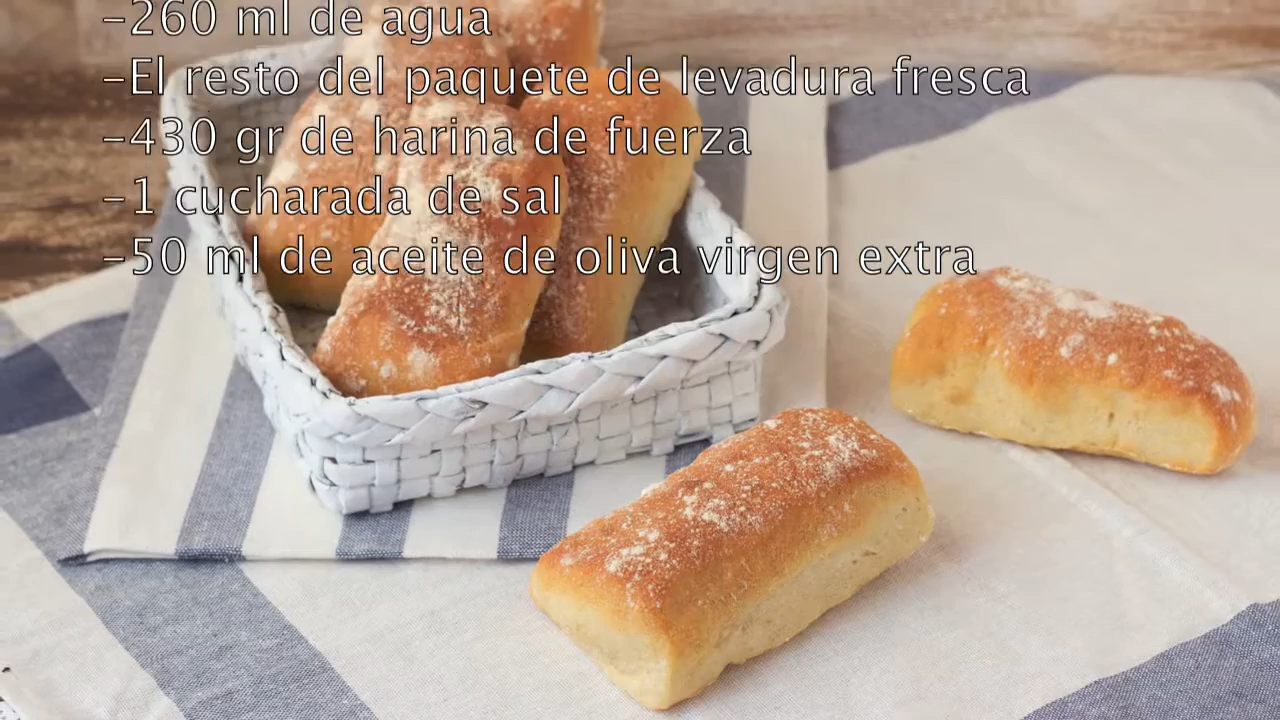 -260 ml de agua
-El resto del paquete de levadura fresca
-430 gr de harina de fuerza
-1 cucharada de sal
-50 ml de aceite de oliva virgen extra